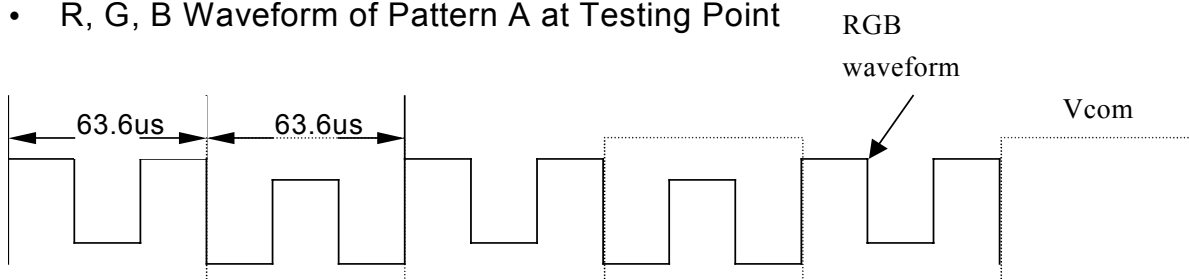 • R, G, B Waveform of Pattern A at Testing Point
RGB
waveform
63.6us
63.6us
Vcom